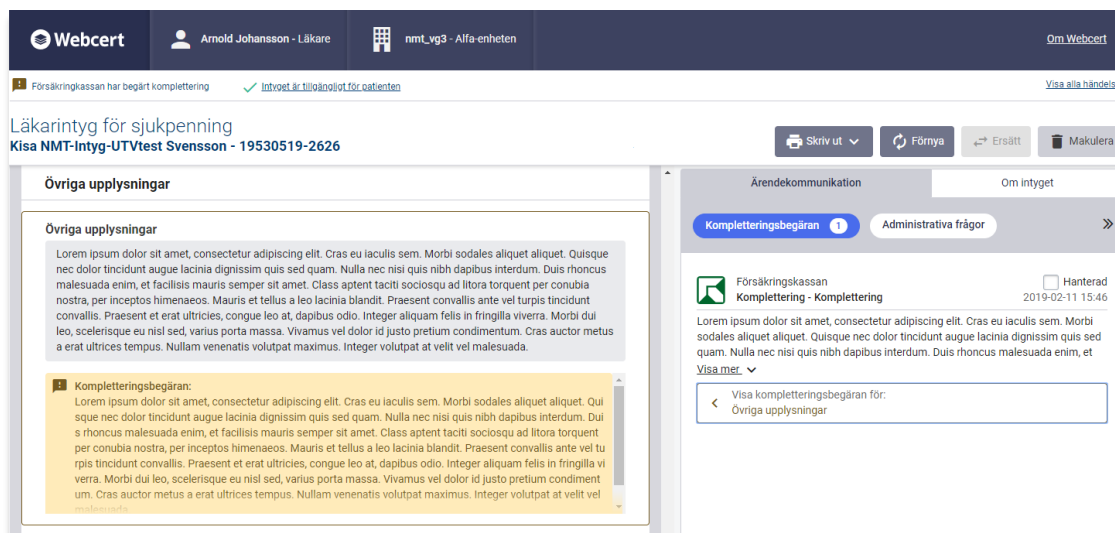 Webcert
Arnold Johansson - Läkare
nmt_vg3 - Alfa-enheten
Om Webcert
Försäkringkassan har begärt komplettering
Intyget är tillgängligt för patienten
Visa alla händels
Läkarintyg för sjukpenning
Kisa NMT-Intyg-UTVtest Svensson - 19530519-2626
Skriv ut
Förnya
Ersätt
Makulera
Övriga upplysningar
Övriga upplysningar
Lorem ipsum dolor sit amet, consectetur adipiscing elit. Cras eu iaculis sem. Morbi sodales aliquet aliquet. Quisque
nec dolor tincidunt augue lacinia dignissim quis sed quam. Nulla nec nisi quis nibh dapibus interdum. Duis rhoncus
malesuada enim, et facilisis mauris semper sit amet. Class aptent taciti sociosqu ad litora torquent per conubia
nostra, per inceptos himenaeos. Mauris et tellus a leo lacinia blandit. Praesent convallis ante vel turpis tincidunt
convallis. Praesent et erat ultricies, congue leo at, dapibus odio. Integer aliquam felis in fringilla viverra. Morbi dui
leo, scelerisque eu nisl sed, varius porta massa. Vivamus vel dolor id justo pretium condimentum. Cras auctor metus
a erat ultrices tempus. Nullam venenatis volutpat maximus. Integer volutpat at velit vel malesuada.
Kompletteringsbegäran:
Lorem ipsum dolor sit amet, consectetur adipiscing elit. Cras eu iaculis sem. Morbi sodales aliquet aliquet. Qui
sque nec dolor tincidunt augue lacinia dignissim quis sed quam. Nulla nec nisi quis nibh dapibus interdum. Dui
s rhoncus malesuada enim, et facilisis mauris semper sit amet. Class aptent taciti sociosqu ad litora torquent
per conubia nostra, per inceptos himenaeos. Mauris et tellus a leo lacinia blandit. Praesent convallis ante vel tu
rpis tincidunt convallis. Praesent et erat ultricies, congue leo at, dapibus odio. Integer aliquam felis in fringilla vi
verra. Morbi dui leo, scelerisque eu nisl sed, varius porta massa. Vivamus vel dolor id justo pretium condiment
um. Cras auctor metus a erat ultrices tempus. Nullam venenatis volutpat maximus. Integer volutpat at velit vel
malesuada.
Ärendekommunikation
Om intyget
Kompletteringsbegäran 1
Administrativa frågor
Försäkringskassan
Hanterad
Komplettering - Komplettering
2019-02-11 15:46
Lorem ipsum dolor sit amet, consectetur adipiscing elit. Cras eu iaculis sem. Morbi
sodales aliquet aliquet. Quisque nec dolor tincidunt augue lacinia dignissim quis sed
quam. Nulla nec nisi quis nibh dapibus interdum. Duis rhoncus malesuada enim, et
Visa mer
Visa kompletteringsbegäran för:
Övriga upplysningar